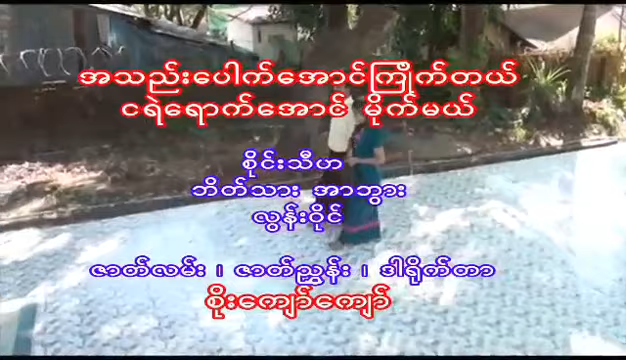 အသည်းပေါက်အောင်ကြိုက်တယ်
ငရဲရောက်အောင် မိုက်မယ်
စိုင်းသီဟ
ဘိတ်သား အာဘွား
လွန်းဝိုင်
ဇာတ်လမ်း ၊ ဇာတ်ညွှန်း ၊ ဒါရိုက်တာ
စိုးကျော်ကျော်